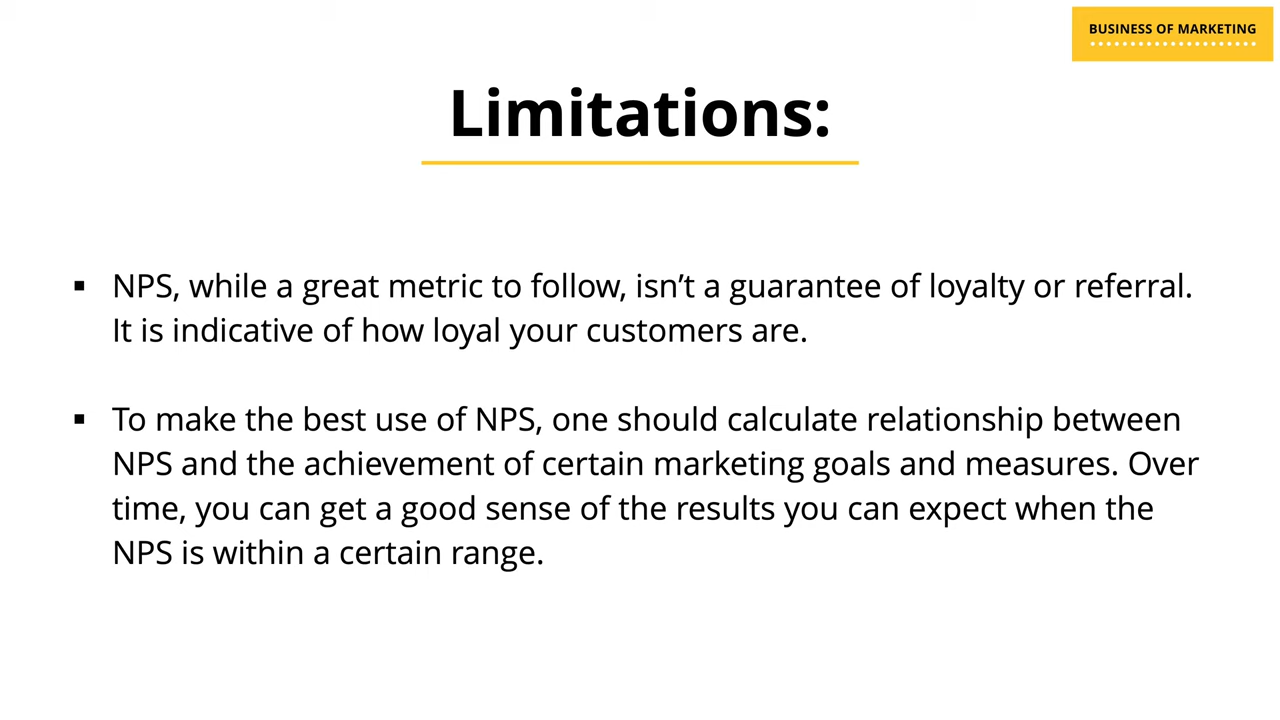 BUSINESS OF MARKETING
Limitations:
▪ NPS, while a great metric to follow, isn’t a guarantee of loyalty or referral.
It is indicative of how loyal your customers are.
▪ To make the best use of NPS, one should calculate relationship between
NPS and the achievement of certain marketing goals and measures. Over
time, you can get a good sense of the results you can expect when the
NPS is within a certain range.